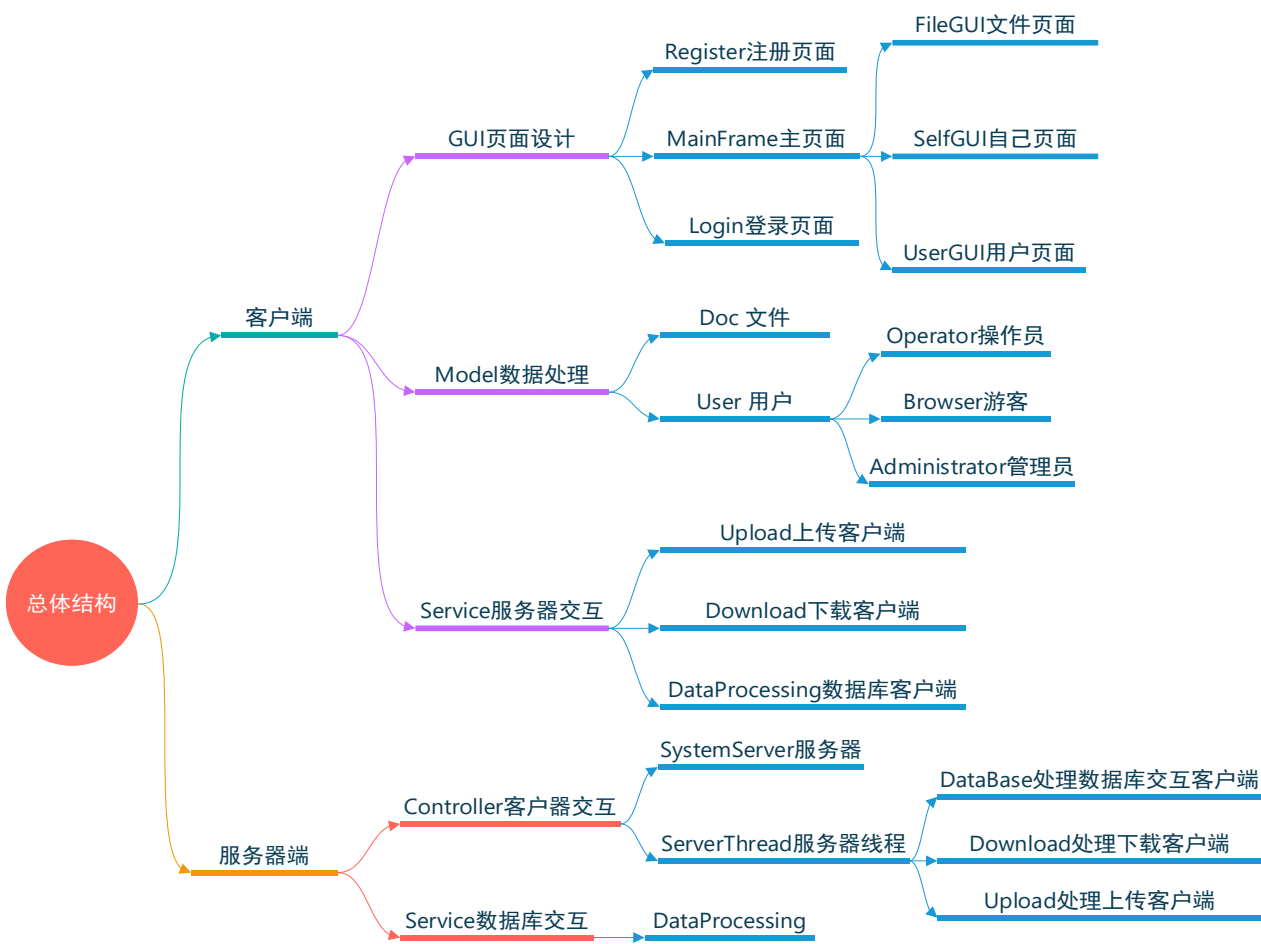 总体结构
客户端
GUI页面设计
Register注册页面
MainFrame主页面
FileGUI文件页面
SelfGUI自己页面
UserGUI用户页面
Login登录页面
Model数据处理
Doc 文件
User 用户
Operator操作员
Browser游客
Administrator管理员
Service服务器交互
Upload上传客户端
Download下载客户端
DataProcessing数据库客户端
服务器端
Controller客户器交互
SystemServer服务器
ServerThread服务器线程
DataBase处理数据库交互客户端
Download处理下载客户端
Upload处理上传客户端
Service数据库交互
DataProcessing